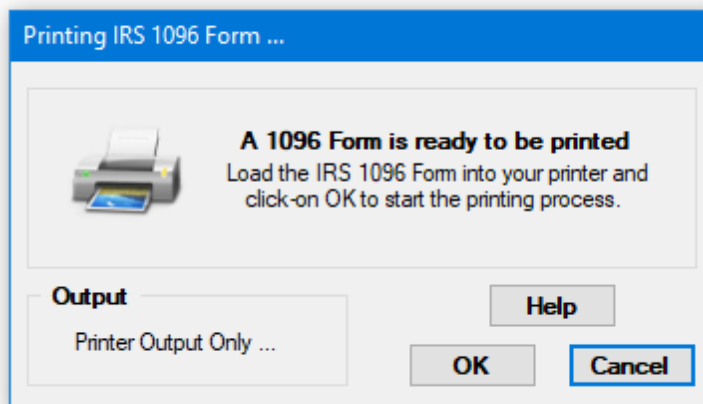 Printing IRS 1096 Form ...
A 1096 Form is ready to be printed
Load the IRS 1096 Form into your printer and
click-on OK to start the printing process.
Output
Printer Output Only ...
Help
OK
Cancel